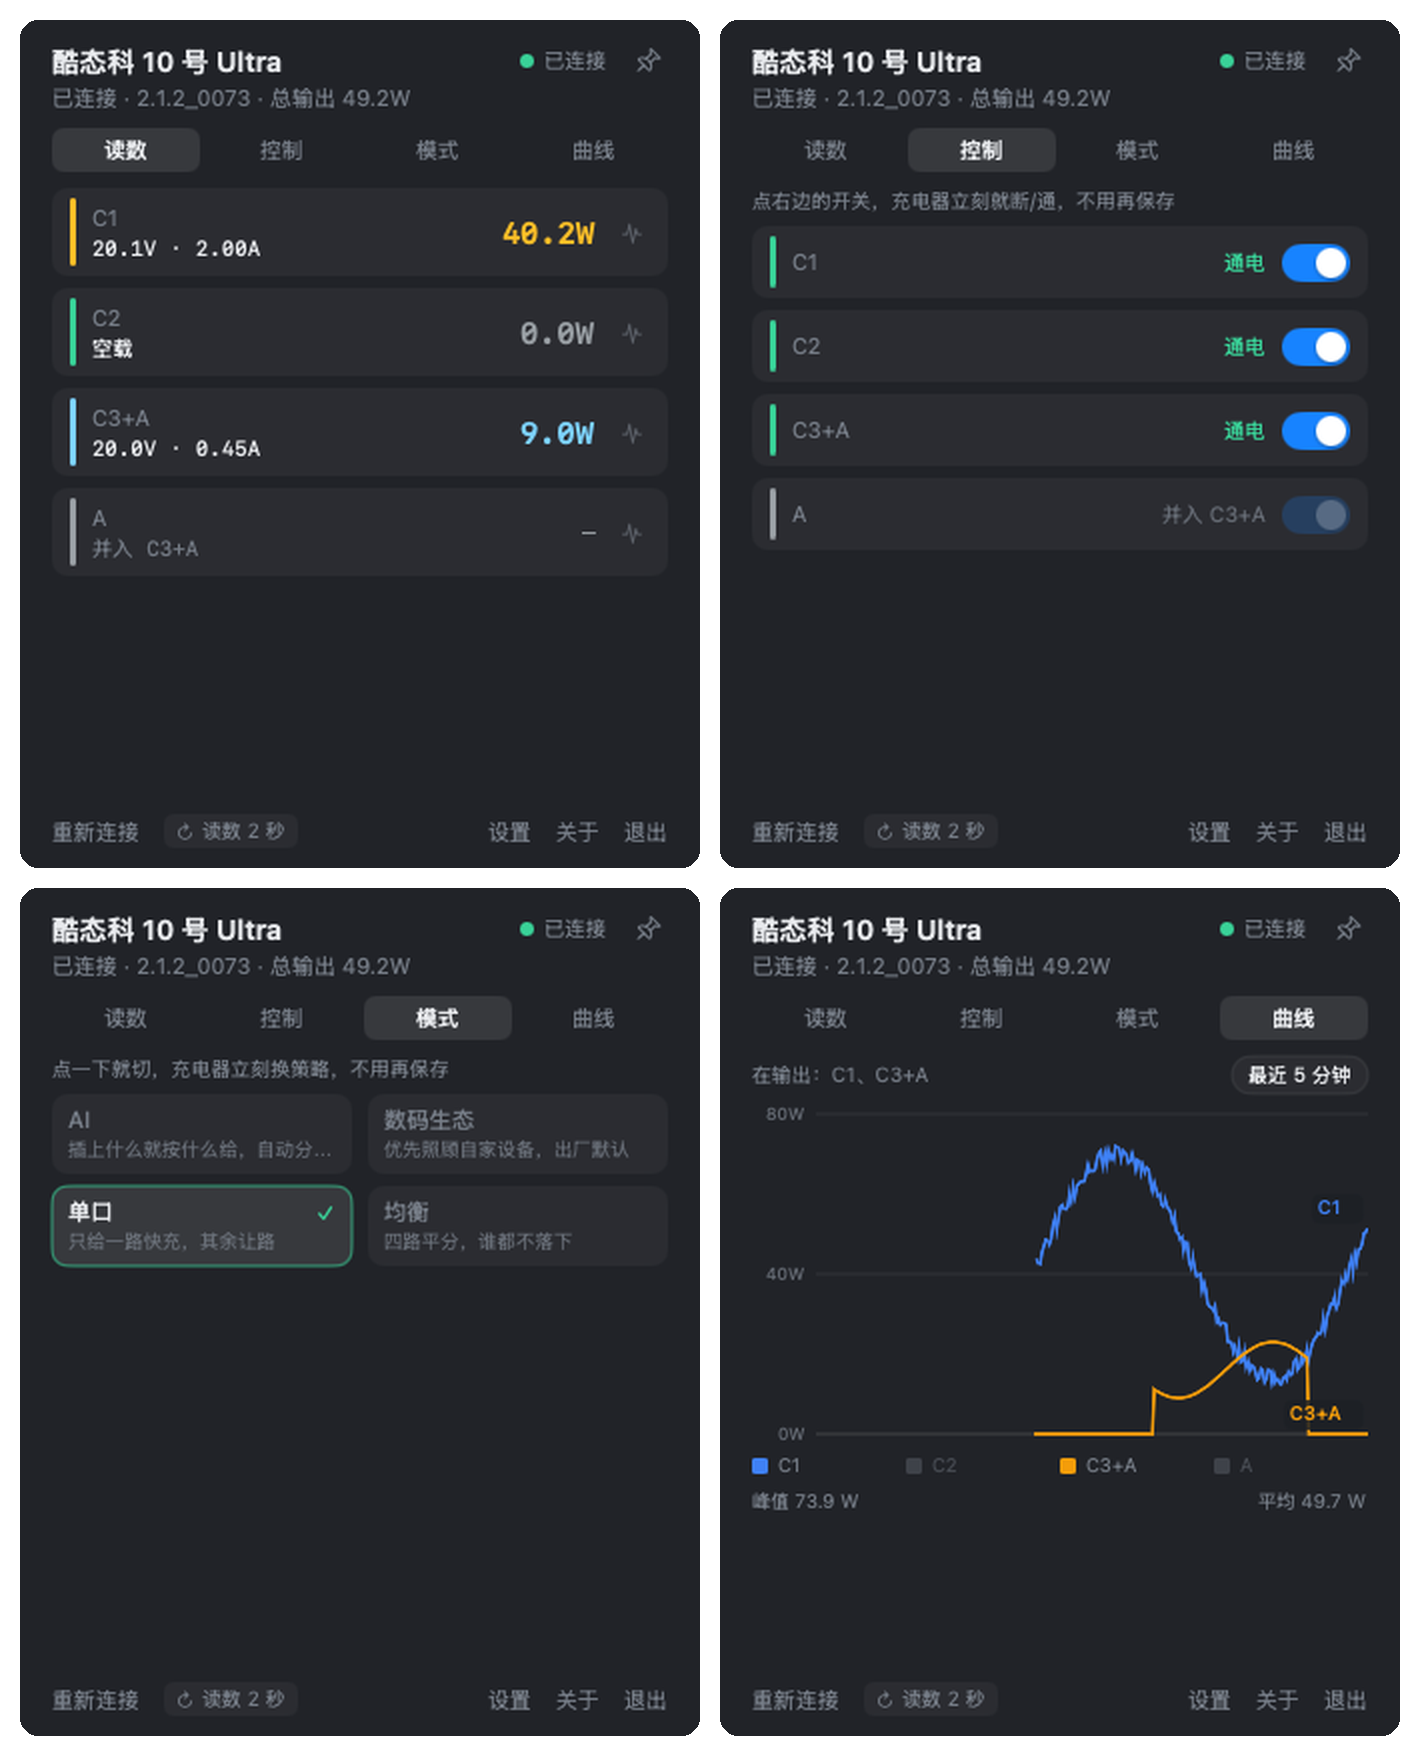 酷态科 10 号 Ultra
已连接
已连接 · 2.1.2_0073 · 总输出 49.2W
读数 控制 模式 曲线
C1
20.1V · 2.00A
40.2W
C2
空载
0.0W
C3+A
20.0V · 0.45A
9.0W
A
并入 C3+A
—
重新连接 读数 2 秒 设置 关于 退出
酷态科 10 号 Ultra
已连接
已连接 · 2.1.2_0073 · 总输出 49.2W
读数 控制 模式 曲线
点右边的开关，充电器立刻就断/通，不用再保存
C1 通电
C2 通电
C3+A 通电
A 并入 C3+A
重新连接 读数 2 秒 设置 关于 退出
酷态科 10 号 Ultra
已连接
已连接 · 2.1.2_0073 · 总输出 49.2W
读数 控制 模式 曲线
点一下就切，充电器立刻换策略，不用再保存
AI
插上什么就按什么给，自动分...
数码生态
优先照顾自家设备，出厂默认
单口
只给一路快充，其余让路
均衡
四路平分，谁都不落下
重新连接 读数 2 秒 设置 关于 退出
酷态科 10 号 Ultra
已连接
已连接 · 2.1.2_0073 · 总输出 49.2W
读数 控制 模式 曲线
在输出：C1、C3+A 最近 5 分钟
80W
C1
40W
C3+A
0W
C1 C2 C3+A A
峰值 73.9 W 平均 49.7 W
重新连接 读数 2 秒 设置 关于 退出